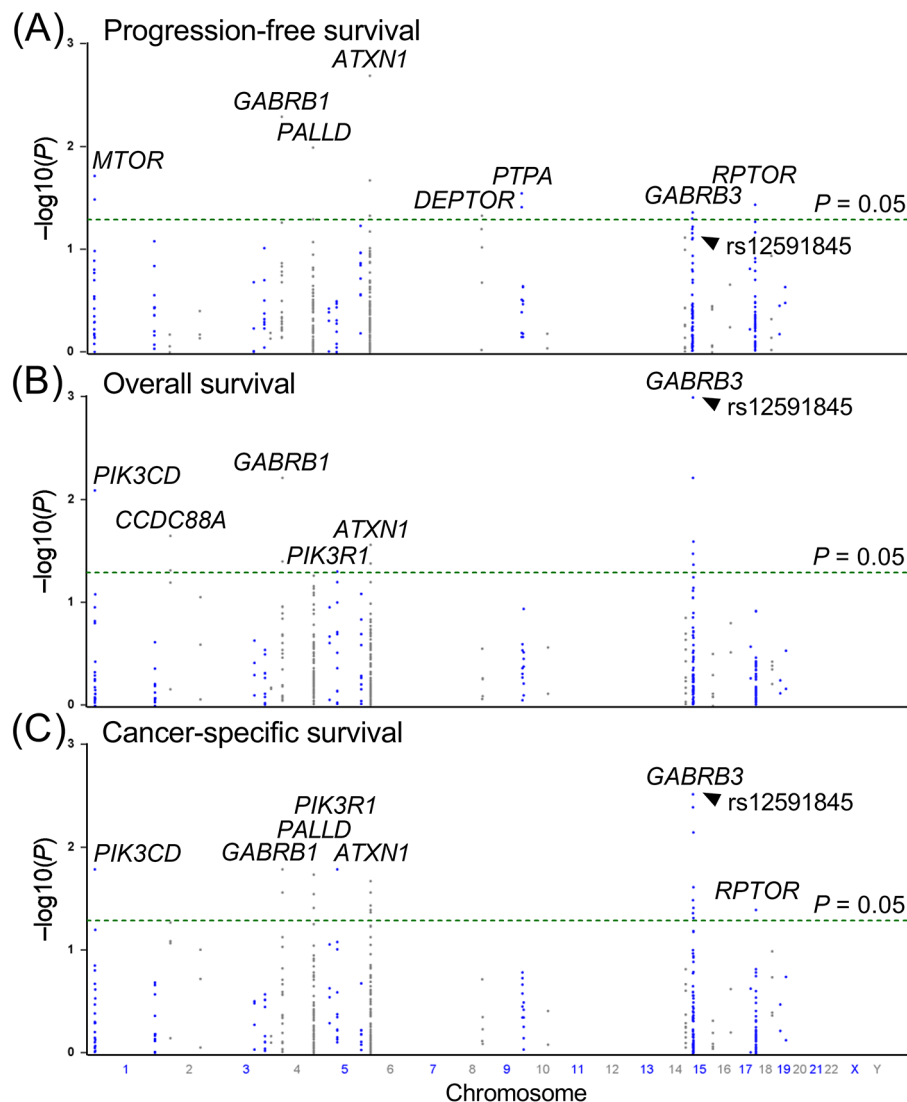 (A) Progression-free survival
3
ATXN1
GABRB1
PALLD
2
MTOR
PTPA
RPTOR
DEPTOR
GABRB3
P = 0.05
–log10(P)
rs12591845
1
0
(B) Overall survival
3
GABRB3
rs12591845
GABRB1
PIK3CD
2
CCDC88A
ATXN1
PIK3R1
P = 0.05
–log10(P)
1
0
(C) Cancer-specific survival
3
GABRB3
rs12591845
PIK3R1
PALLD
2
PIK3CD
GABRB1
ATXN1
RPTOR
P = 0.05
–log10(P)
1
0
1 2 3 4 5 6 7 8 9 10 11 12 13 14 15 16 17 18 19 20 21 22 X Y
Chromosome